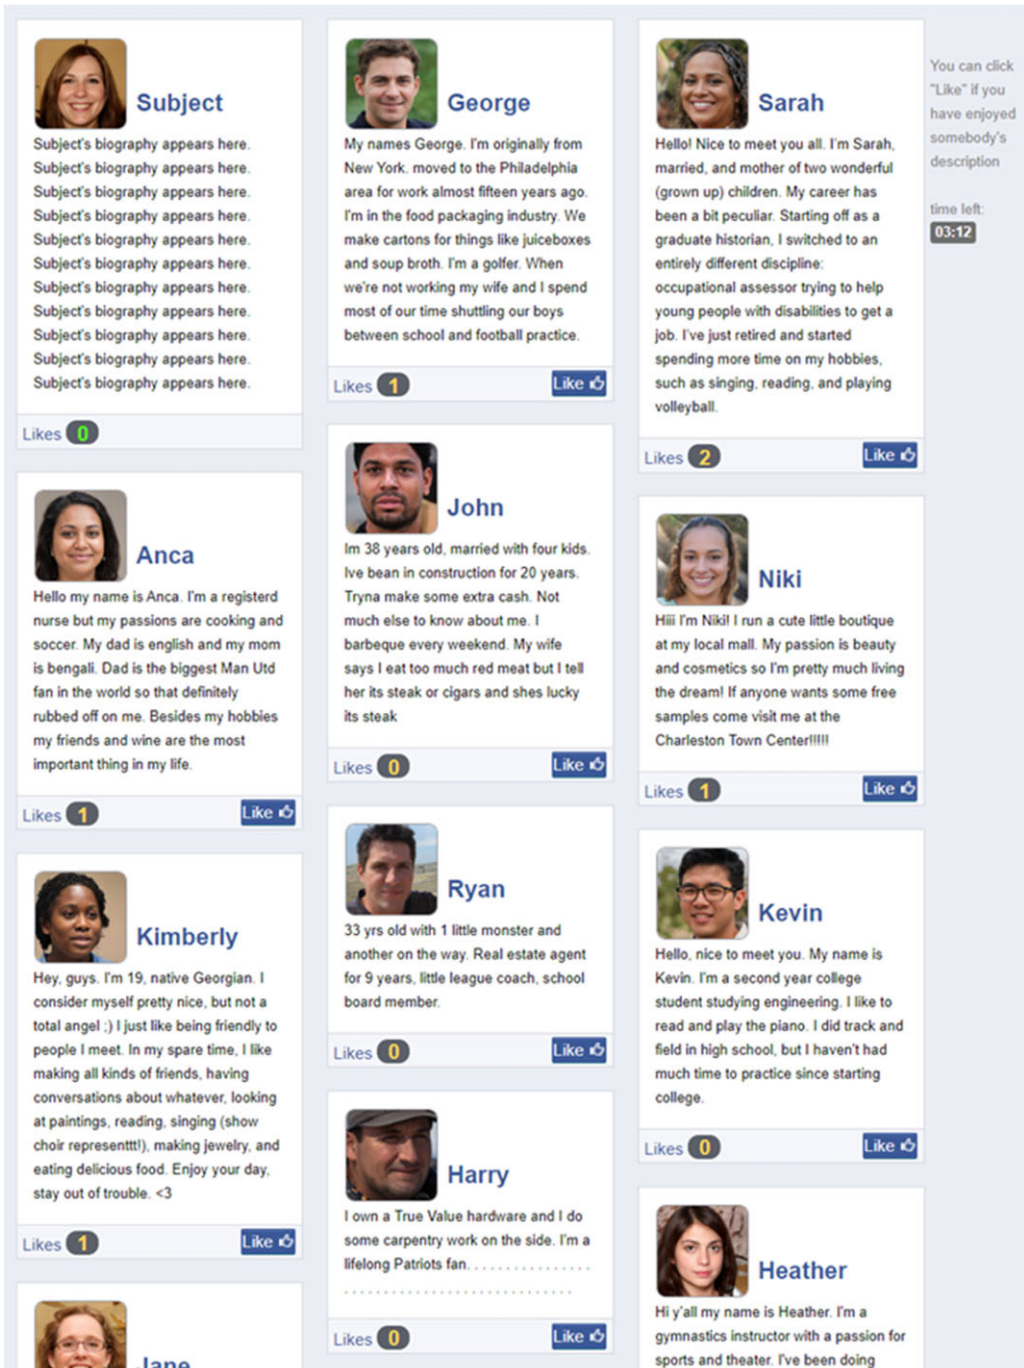 Subject
Subject's biography appears here.
Subject's biography appears here.
Subject's biography appears here.
Subject's biography appears here.
Subject's biography appears here.
Subject's biography appears here.
Subject's biography appears here.
Subject's biography appears here.
Subject's biography appears here.
Subject's biography appears here.
Subject's biography appears here.
Likes 0
Anca
Hello my name is Anca. I'm a registerd
nurse but my passions are cooking and
soccer. My dad is english and my mom
is bengali. Dad is the biggest Man Utd
fan in the world so that definitely
rubbed off on me. Besides my hobbies
my friends and wine are the most
important thing in my life.
Likes 1 Like
Kimberly
Hey, guys. I'm 19, native Georgian. I
consider myself pretty nice, but not a
total angel ;) I just like being friendly to
people I meet. In my spare time, I like
making all kinds of friends, having
conversations about whatever, looking
at paintings, reading, singing (show
choir representtt!), making jewelry, and
eating delicious food. Enjoy your day,
stay out of trouble. <3
Likes 1 Like
Jane
George
My names George. I'm originally from
New York. moved to the Philadelphia
area for work almost fifteen years ago.
I'm in the food packaging industry. We
make cartons for things like juiceboxes
and soup broth. I'm a golfer. When
we're not working my wife and I spend
most of our time shuttling our boys
between school and football practice.
Likes 1 Like
John
Im 38 years old, married with four kids.
Ive bean in construction for 20 years.
Tryna make some extra cash. Not
much else to know about me. I
barbeque every weekend. My wife
says I eat too much red meat but I tell
her its steak or cigars and shes lucky
its steak
Likes 0 Like
Ryan
33 yrs old with 1 little monster and
another on the way. Real estate agent
for 9 years, little league coach, school
board member.
Likes 0 Like
Harry
I own a True Value hardware and I do
some carpentry work on the side. I'm a
lifelong Patriots fan. . . . . . . . . . . . . . . .
. . . . . . . . . . . . . . . . . . . . . . . . . . . .
Likes 0 Like
Sarah
Hello! Nice to meet you all. I'm Sarah,
married, and mother of two wonderful
(grown up) children. My career has
been a bit peculiar. Starting off as a
graduate historian, I switched to an
entirely different discipline:
occupational assessor trying to help
young people with disabilities to get a
job. I've just retired and started
spending more time on my hobbies,
such as singing, reading, and playing
volleyball.
Likes 2 Like
Niki
Hiii I'm Niki! I run a cute little boutique
at my local mall. My passion is beauty
and cosmetics so I'm pretty much living
the dream! If anyone wants some free
samples come visit me at the
Charleston Town Center!!!!!
Likes 1 Like
Kevin
Hello, nice to meet you. My name is
Kevin. I'm a second year college
student studying engineering. I like to
read and play the piano. I did track and
field in high school, but I haven't had
much time to practice since starting
college.
Likes 0 Like
Heather
Hi y'all my name is Heather. I'm a
gymnastics instructor with a passion for
sports and theater. I've been doing
You can click
"Like" if you
have enjoyed
somebody's
description
time left:
03:12